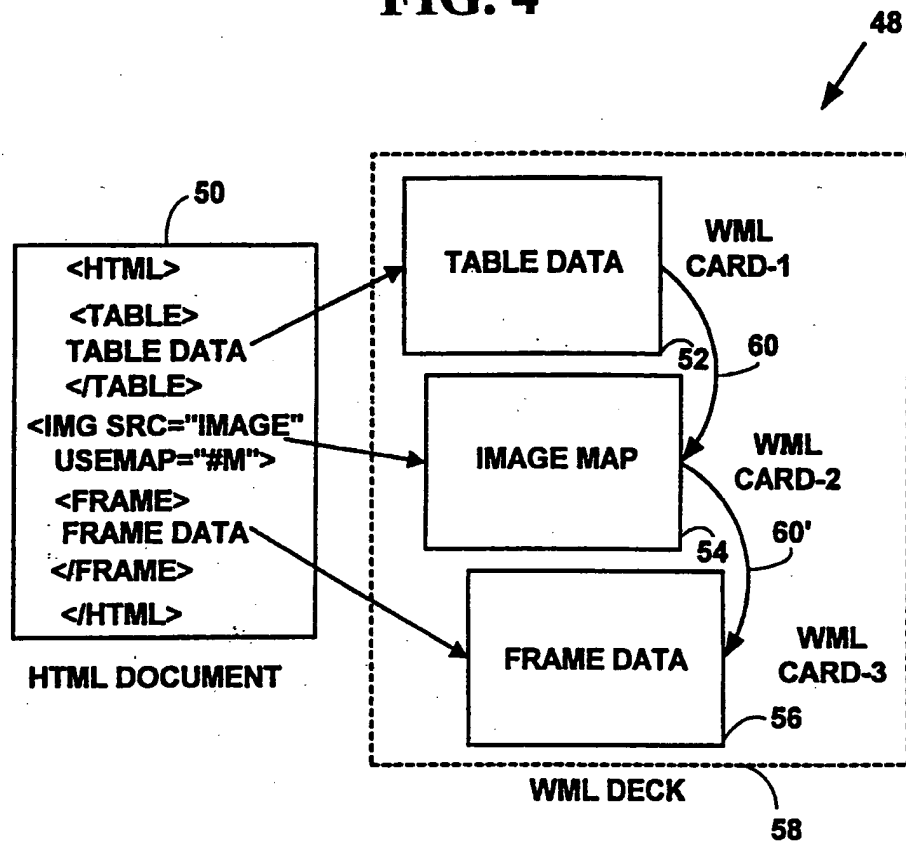 FIG. 4
48
50
<HTML>
<TABLE>
TABLE DATA
</TABLE>
<IMG SRC="IMAGE"
USEMAP="#M">
<FRAME>
FRAME DATA
</FRAME>
</HTML>
HTML DOCUMENT
TABLE DATA
WML
CARD-1
52
60
IMAGE MAP
WML
CARD-2
54
60'
FRAME DATA
WML
CARD-3
56
WML DECK
58